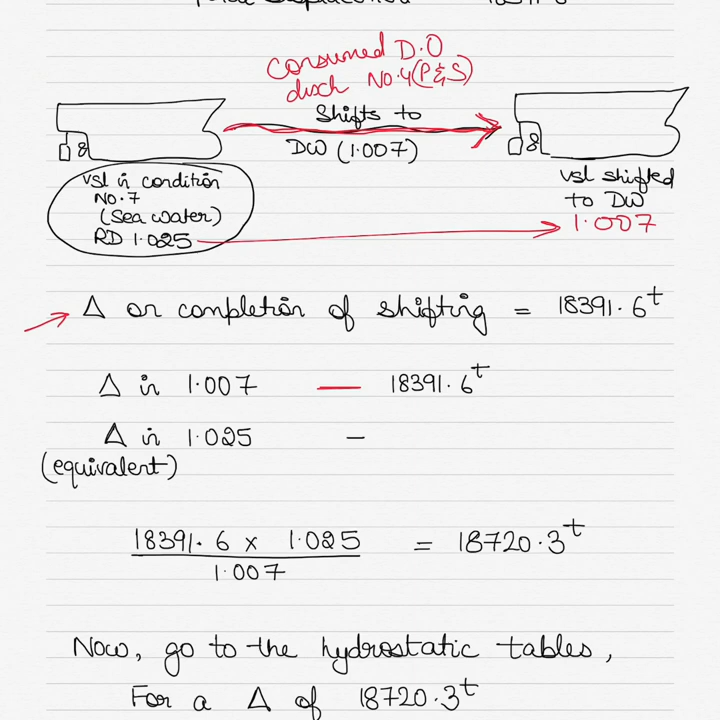 Consumed D.O
disch No.4(P&S)
Shifts to
DW (1.007)
vsl in condition
No.7
(Sea water)
RD 1.025
vsl shifted
to DW
1.007
Δ on completion of shifting = 18391.6t
Δ in 1.007 — 18391.6t
Δ in 1.025 —
(equivalent)
18391.6 x 1.025 = 18720.3t
1.007
Now, go to the hydrostatic tables,
For a Δ of 18720.3t